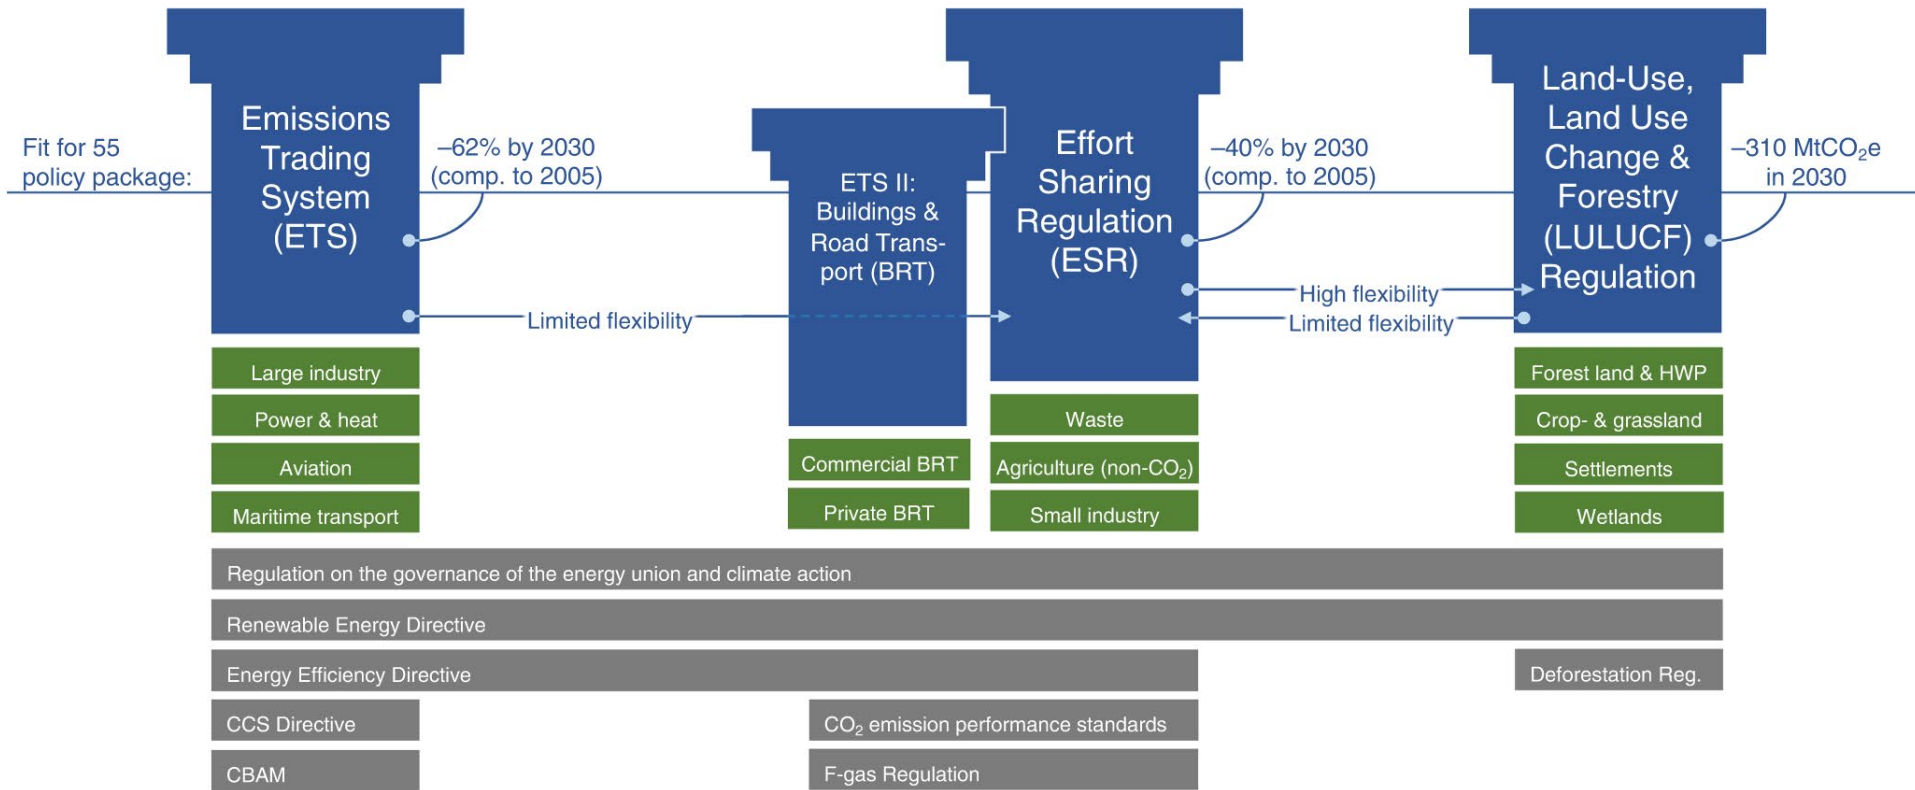 Fit for 55
policy package:
Emissions
Trading
System
(ETS)
–62% by 2030
(comp. to 2005)
ETS II:
Buildings &
Road Trans-
port (BRT)
Effort
Sharing
Regulation
(ESR)
–40% by 2030
(comp. to 2005)
Land-Use,
Land Use
Change &
Forestry
(LULUCF)
Regulation
–310 MtCO₂e
in 2030
Limited flexibility
High flexibility
Limited flexibility
Large industry
Power & heat
Aviation
Maritime transport
Commercial BRT
Private BRT
Waste
Agriculture (non-CO₂)
Small industry
Forest land & HWP
Crop- & grassland
Settlements
Wetlands
Regulation on the governance of the energy union and climate action
Renewable Energy Directive
Energy Efficiency Directive
Deforestation Reg.
CCS Directive
CO₂ emission performance standards
CBAM
F-gas Regulation